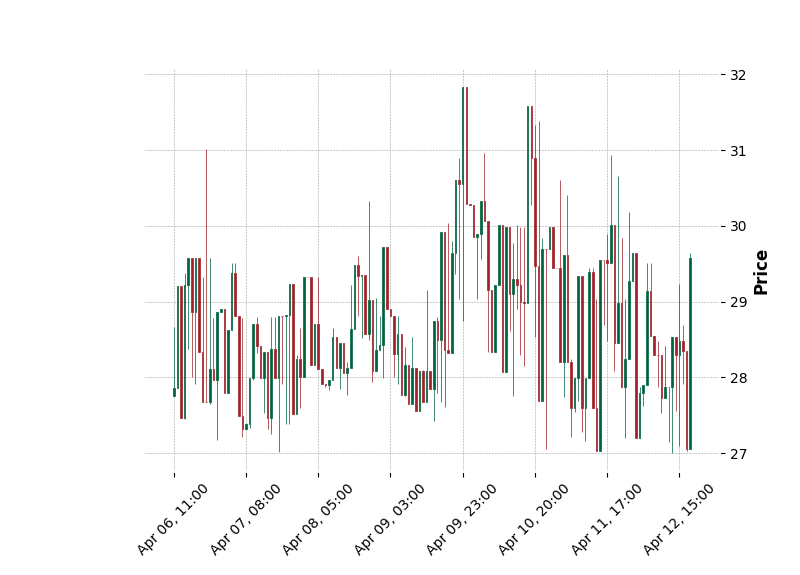 32
31
30
29
28
27
Price
Apr 06, 11:00
Apr 07, 08:00
Apr 08, 05:00
Apr 09, 03:00
Apr 09, 23:00
Apr 10, 20:00
Apr 11, 17:00
Apr 12, 15:00